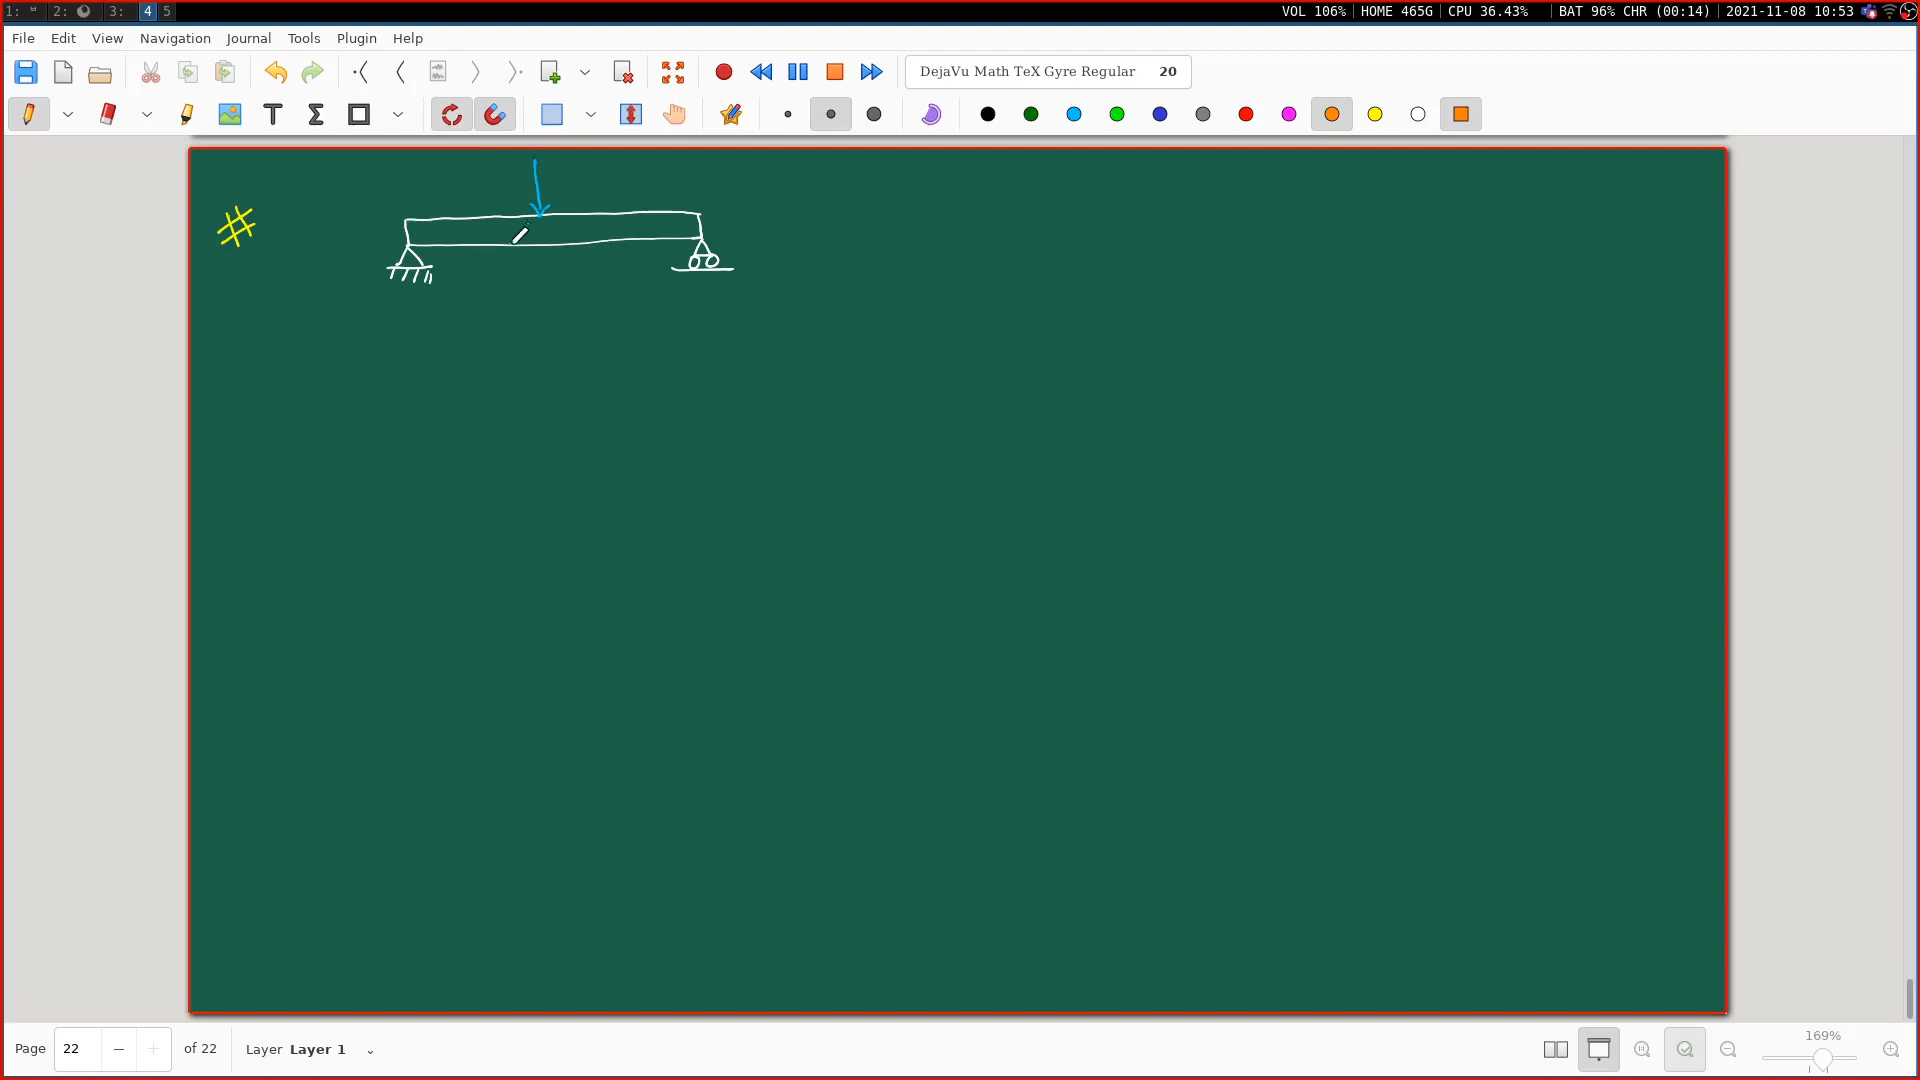 1: 2: 3: 4 5 VOL 106% HOME 465G CPU 36.43% BAT 96% CHR (00:14) 2021-11-08 10:53
File Edit View Navigation Journal Tools Plugin Help
DejaVu Math TeX Gyre Regular 20
T Σ
#
Page 22 of 22 Layer Layer 1
169%